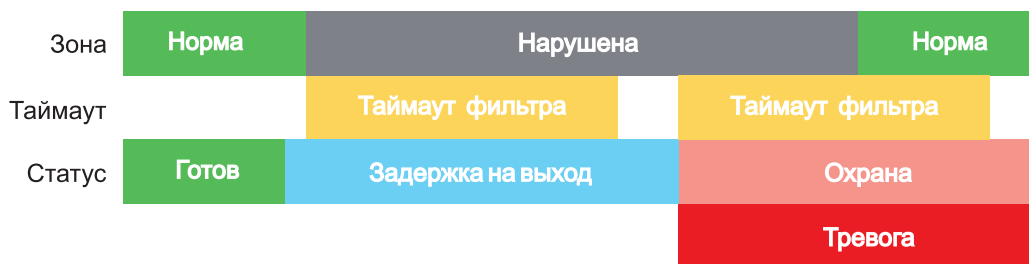 Зона Норма Нарушена Норма
Таймаут Таймаут фильтра Таймаут фильтра
Статус Готов Задержка на выход Охрана
Тревога